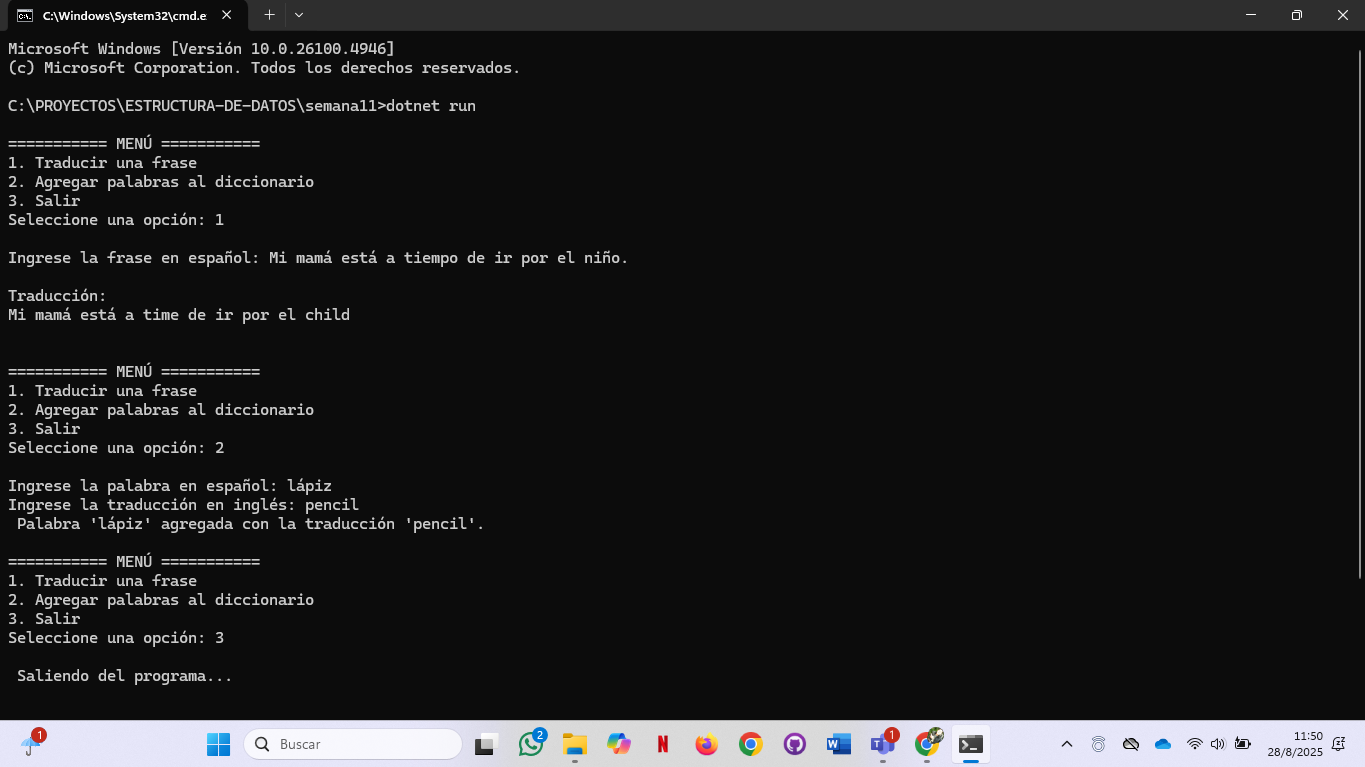 C:\Windows\System32\cmd.e
Microsoft Windows [Versión 10.0.26100.4946]
(c) Microsoft Corporation. Todos los derechos reservados.
C:\PROYECTOS\ESTRUCTURA-DE-DATOS\semana11>dotnet run
=========== MENÚ ===========
1. Traducir una frase
2. Agregar palabras al diccionario
3. Salir
Seleccione una opción: 1
Ingrese la frase en español: Mi mamá está a tiempo de ir por el niño.
Traducción:
Mi mamá está a time de ir por el child
=========== MENÚ ===========
1. Traducir una frase
2. Agregar palabras al diccionario
3. Salir
Seleccione una opción: 2
Ingrese la palabra en español: lápiz
Ingrese la traducción en inglés: pencil
Palabra 'lápiz' agregada con la traducción 'pencil'.
=========== MENÚ ===========
1. Traducir una frase
2. Agregar palabras al diccionario
3. Salir
Seleccione una opción: 3
Saliendo del programa...
1
Buscar
2
1
11:50
28/8/2025